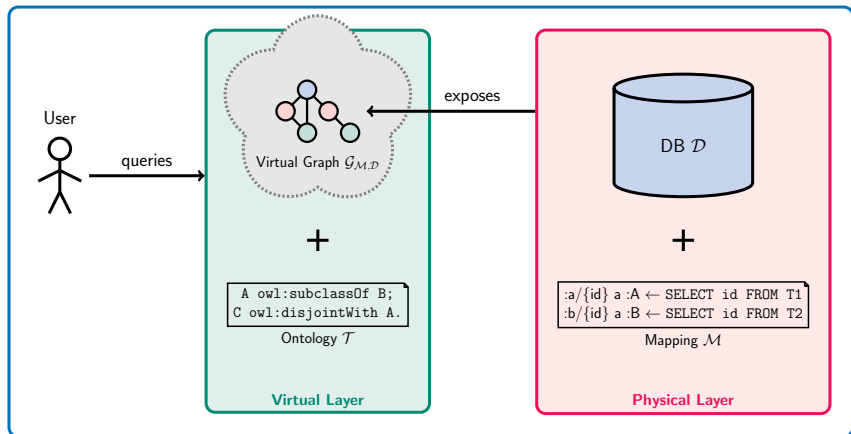 User
queries
exposes
Virtual Graph 𝒢ℳ,𝒟
DB 𝒟
+
+
A owl:subclassOf B;
C owl:disjointWith A.
Ontology 𝒯
:a/{id} a :A ← SELECT id FROM T1
:b/{id} a :B ← SELECT id FROM T2
Mapping ℳ
Virtual Layer
Physical Layer